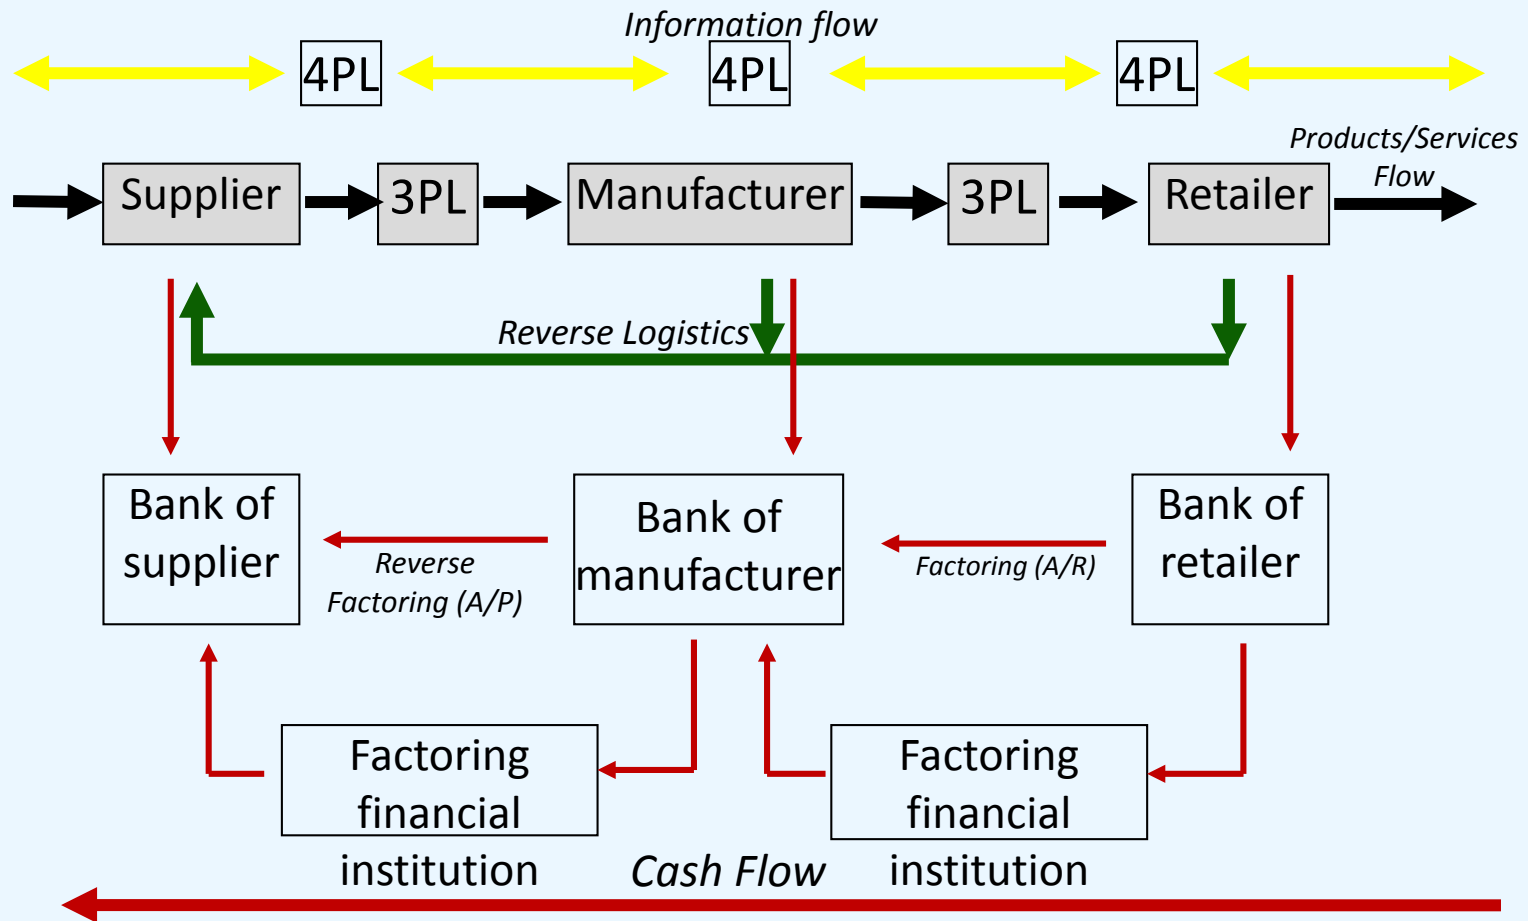 Information flow
4PL
4PL
4PL
Products/Services
Flow
Supplier
3PL
Manufacturer
3PL
Retailer
Reverse Logistics
Bank of
supplier
Bank of
manufacturer
Bank of
retailer
Reverse
Factoring (A/P)
Factoring (A/R)
Factoring
financial
institution
Factoring
financial
institution
Cash Flow